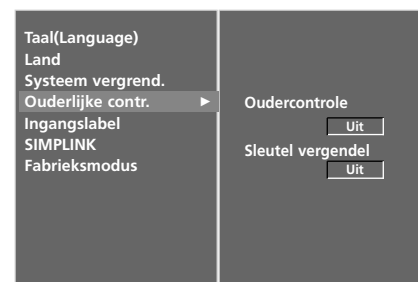 Taal(Language)
Land
Systeem vergrend.
Ouderlijke contr. ►
Ingangslabel
SIMPLINK
Fabrieksmodus
Oudercontrole
Uit
Sleutel vergendel
Uit